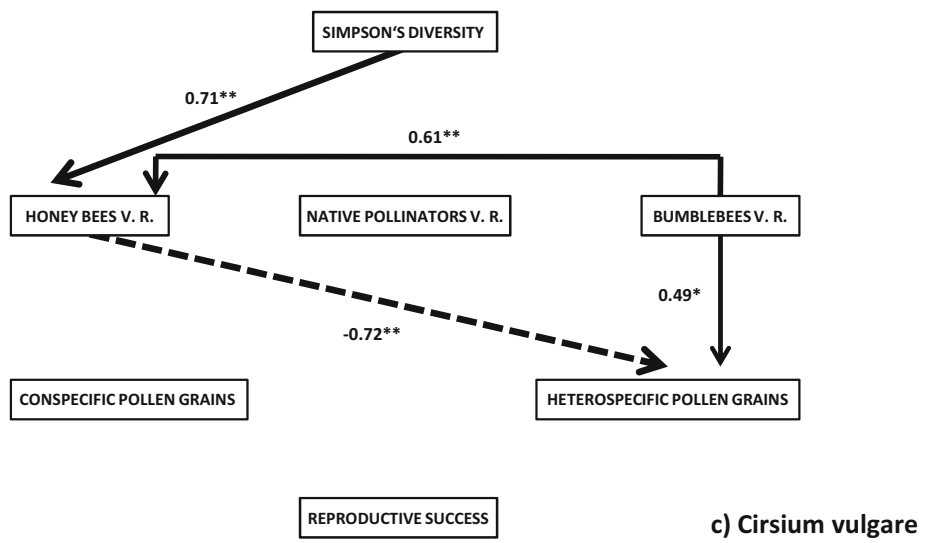 SIMPSON‘S DIVERSITY
0.71**
0.61**
HONEY BEES V. R.
NATIVE POLLINATORS V. R.
BUMBLEBEES V. R.
0.49*
-0.72**
CONSPECIFIC POLLEN GRAINS
HETEROSPECIFIC POLLEN GRAINS
REPRODUCTIVE SUCCESS
c) Cirsium vulgare